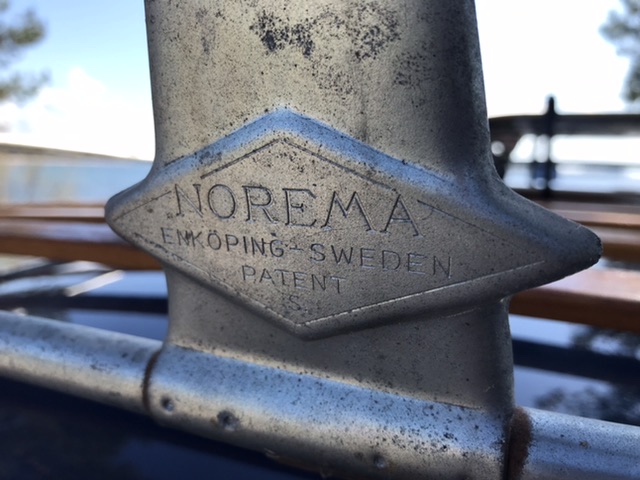 NOREMA
ENKÖPING-SWEDEN
PATENT
S.